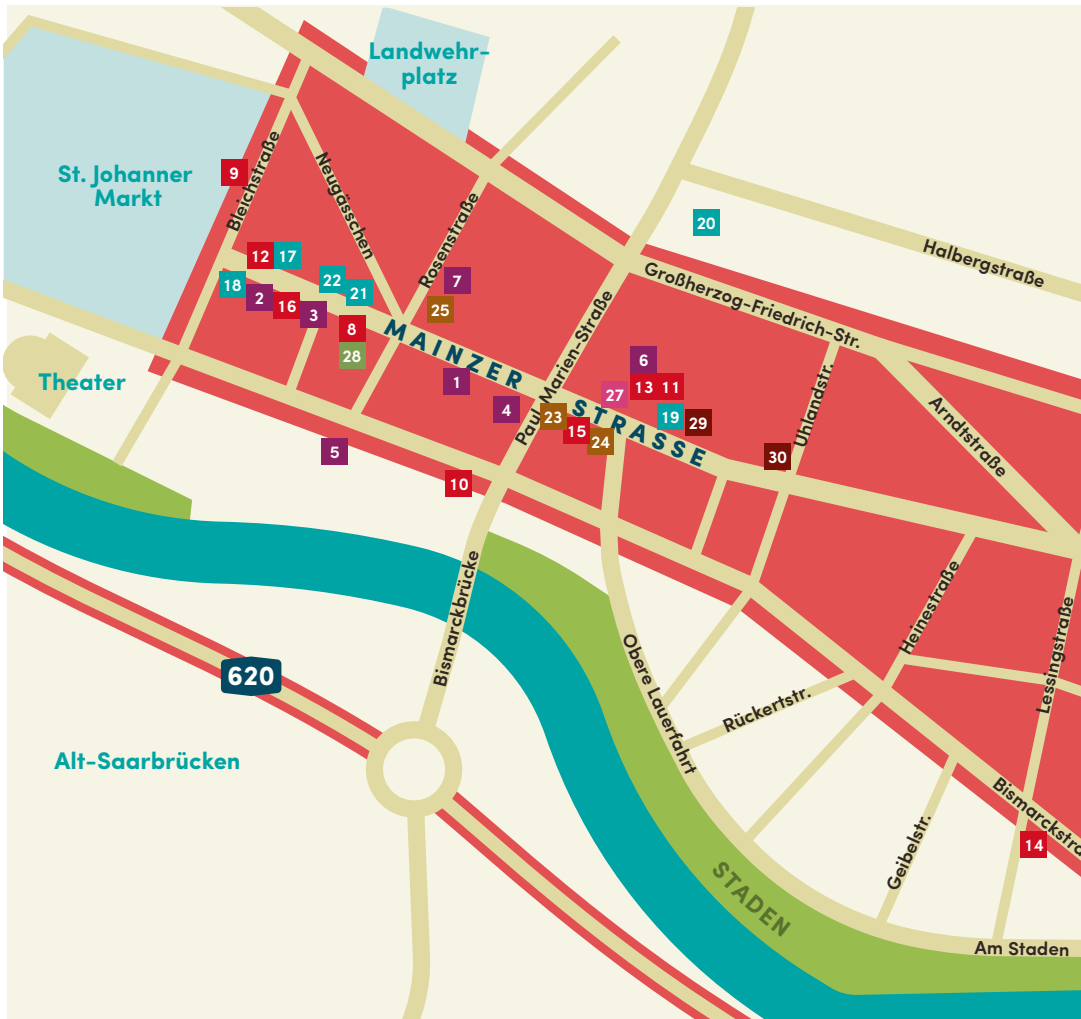 Landwehr-
platz
St. Johanner
Markt
9
Bleichstraße
Neugässchen
Rosenstraße
20
Halbergstraße
12
17
18
2
16
3
22
21
8
28
7
25
Großherzog-Friedrich-Str.
Paul-Marien-Straße
MAINZER STRASSE
Theater
1
4
5
10
6
13
11
27
19
29
23
15
24
30
Uhlandstr.
Arndtstraße
Bismarckbrücke
620
Alt-Saarbrücken
Obere Lauerfahrt
Rückertstr.
Heinestraße
Lessingstraße
Geibelstr.
Bismarckstra
14
STADEN
Am Staden